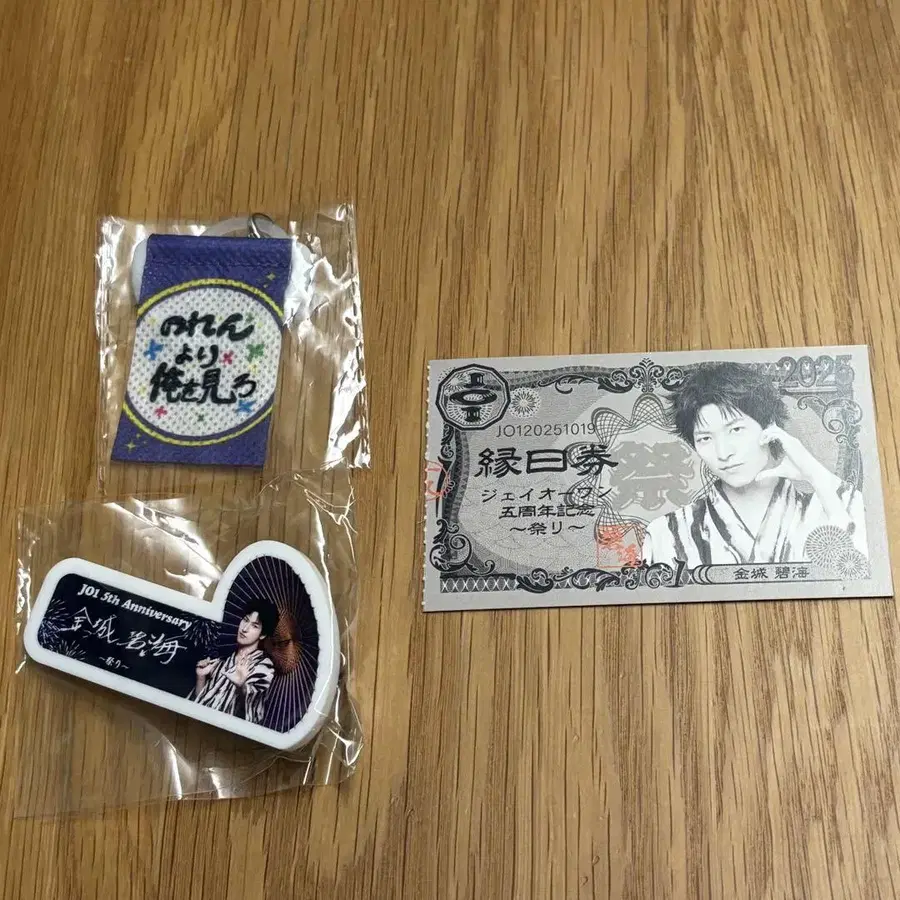 のれん
より
俺を見ろ
JO1 5th Anniversary
金城碧海
〜祭り〜
2025
JO120251019
縁日券
祭
ジェイオーワン
五周年記念
〜祭り〜
金城 碧海